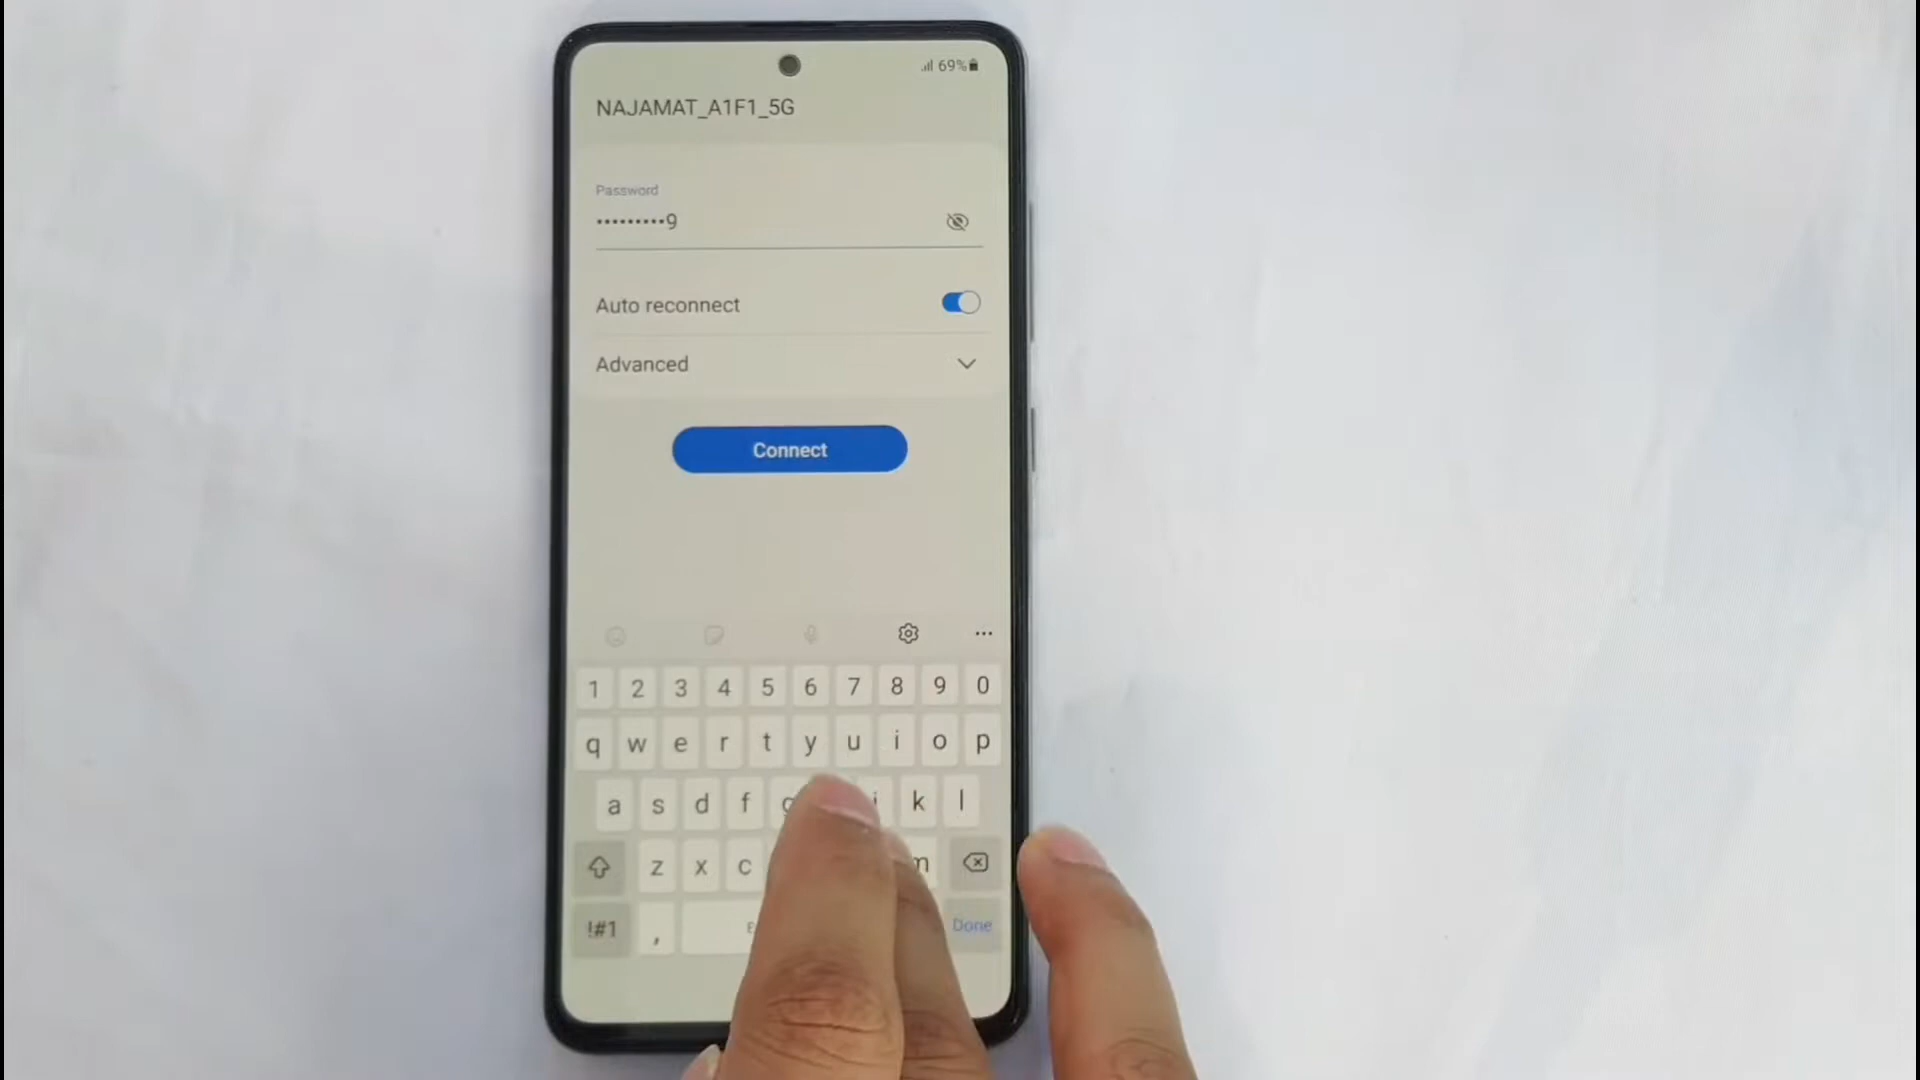 69%
NAJAMAT_A1F1_5G
Password
•••••••••9
Auto reconnect
Advanced
Connect
1 2 3 4 5 6 7 8 9 0
q w e r t y u i o p
a s d f g j k l
z x c m
!#1 , Done